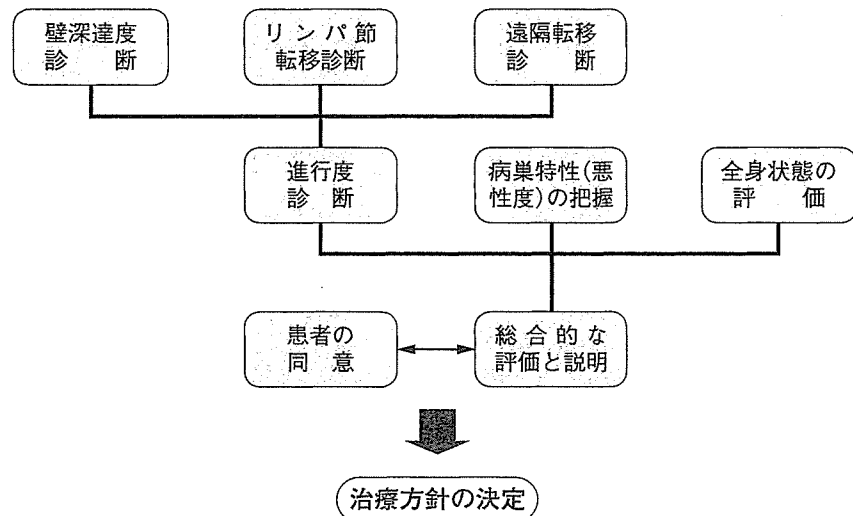 壁深達度
診　断
リンパ節
転移診断
遠隔転移
診　断
進行度
診　断
病巣特性(悪
性度)の把握
全身状態の
評　価
患者の
同　意
総合的な
評価と説明
治療方針の決定